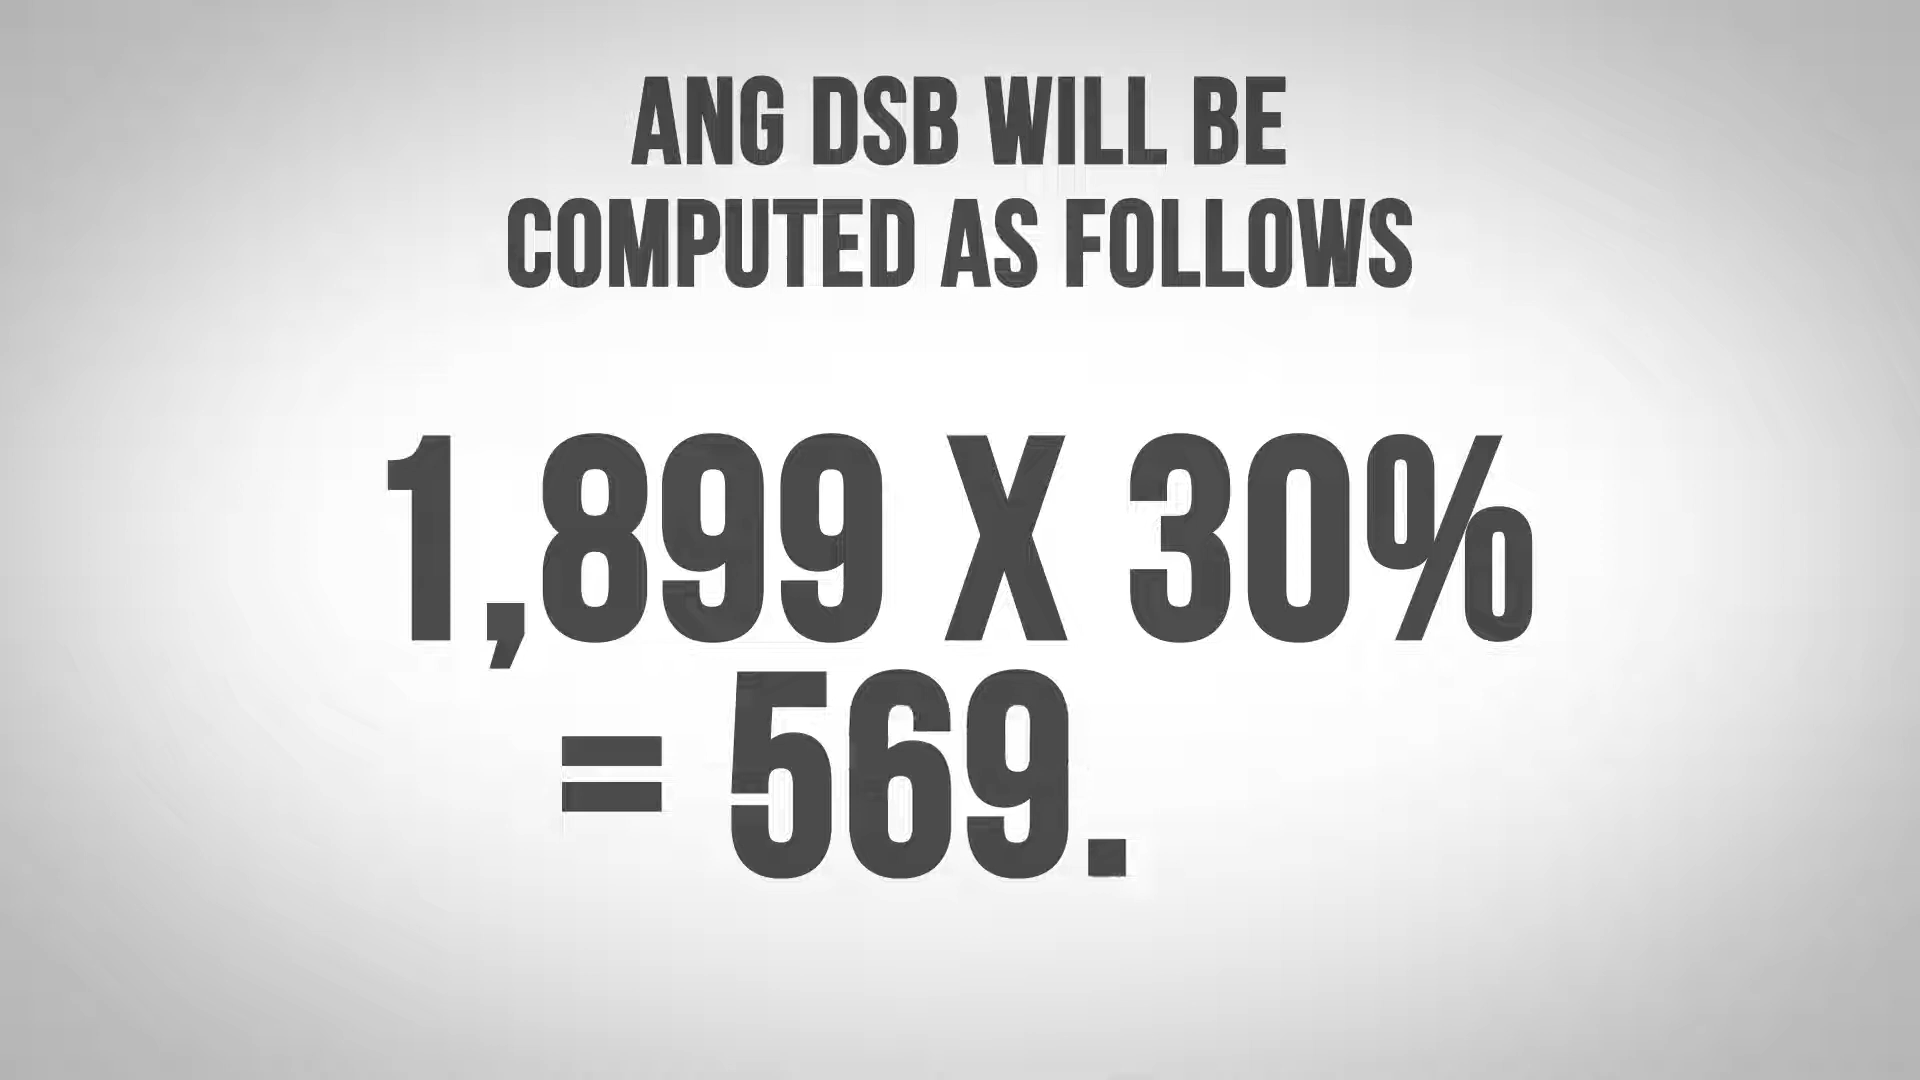 ANG DSB WILL BE
COMPUTED AS FOLLOWS
1,899 X 30%
= 569.